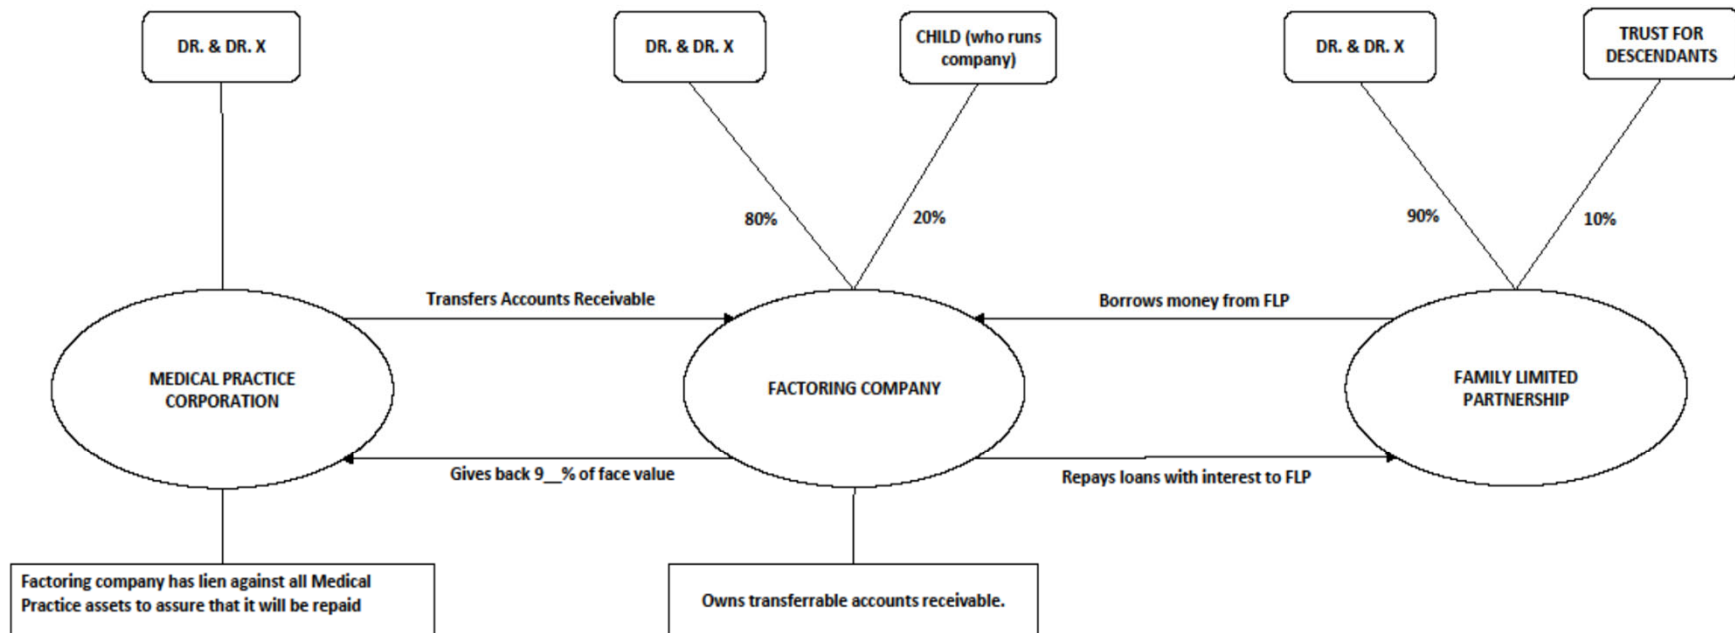 DR. & DR. X
DR. & DR. X
CHILD (who runs
company)
DR. & DR. X
TRUST FOR
DESCENDANTS
80%
20%
90%
10%
Transfers Accounts Receivable
Borrows money from FLP
MEDICAL PRACTICE
CORPORATION
FACTORING COMPANY
FAMILY LIMITED
PARTNERSHIP
Gives back 9__% of face value
Repays loans with interest to FLP
Factoring company has lien against all Medical
Practice assets to assure that it will be repaid
Owns transferrable accounts receivable.